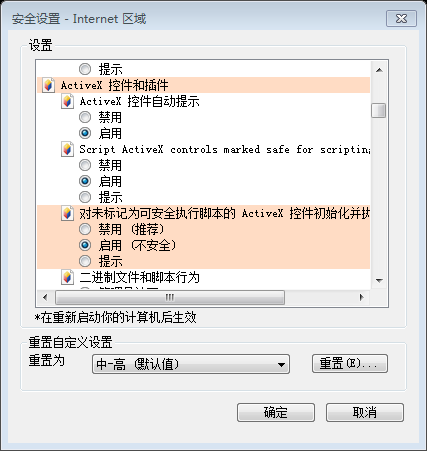 安全设置 - Internet 区域
设置
提示
ActiveX 控件和插件
ActiveX 控件自动提示
禁用
启用
Script ActiveX controls marked safe for scripting
禁用
启用
提示
对未标记为可安全执行脚本的 ActiveX 控件初始化并执
禁用 (推荐)
启用 (不安全)
提示
二进制文件和脚本行为
*在重新启动你的计算机后生效
重置自定义设置
重置为
中-高 (默认值)
重置(E)...
确定
取消